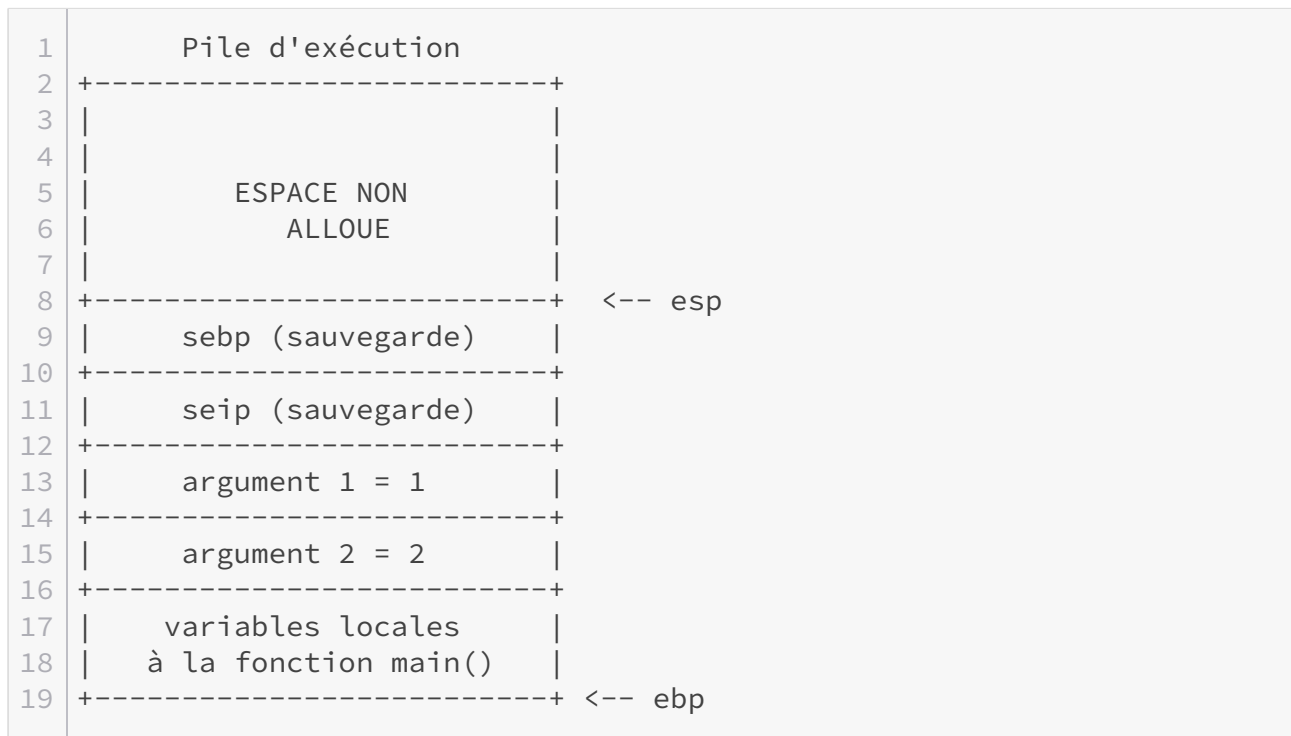 1         Pile d'exécution
2   +--------------------------+
3   |                          |
4   |                          |
5   |        ESPACE NON        |
6   |           ALLOUE         |
7   |                          |
8   +--------------------------+  <-- esp
9   |     sebp (sauvegarde)    |
10  +--------------------------+
11  |     seip (sauvegarde)    |
12  +--------------------------+
13  |     argument 1 = 1       |
14  +--------------------------+
15  |     argument 2 = 2       |
16  +--------------------------+
17  |    variables locales     |
18  |   à la fonction main()   |
19  +--------------------------+ <-- ebp